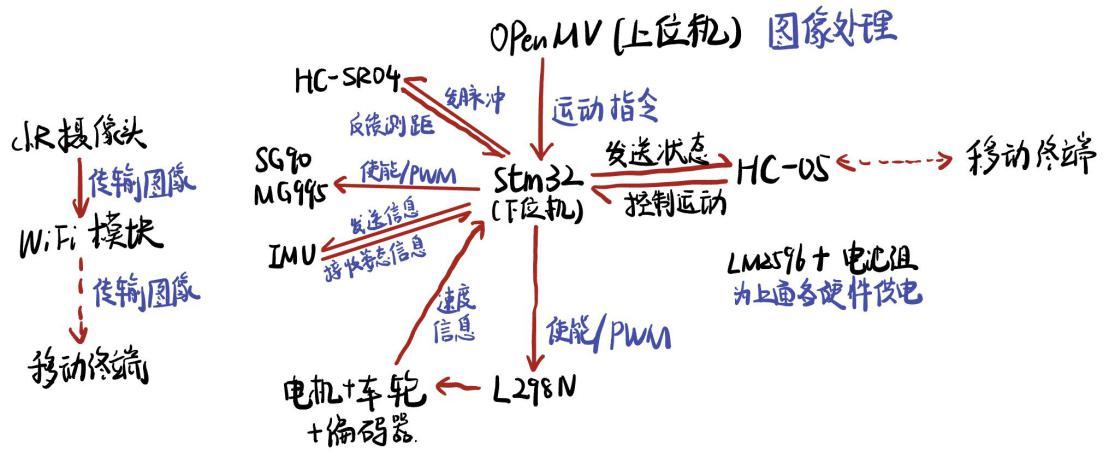 OPenMV (上位机) 图像处理
HC-SR04
发脉冲
反馈测距
运动指令
小R摄像头
传输图像
WiFi 模块
传输图像
移动终端
SG90
MG995
使能/PWM
Stm32
(下位机)
发送状态
控制运动
HC-05
移动终端
IMU
发送信息
接收姿态信息
LM2596 + 电池组
为上面各硬件供电
速度
信息
使能/PWM
电机+车轮
+编码器.
L298N